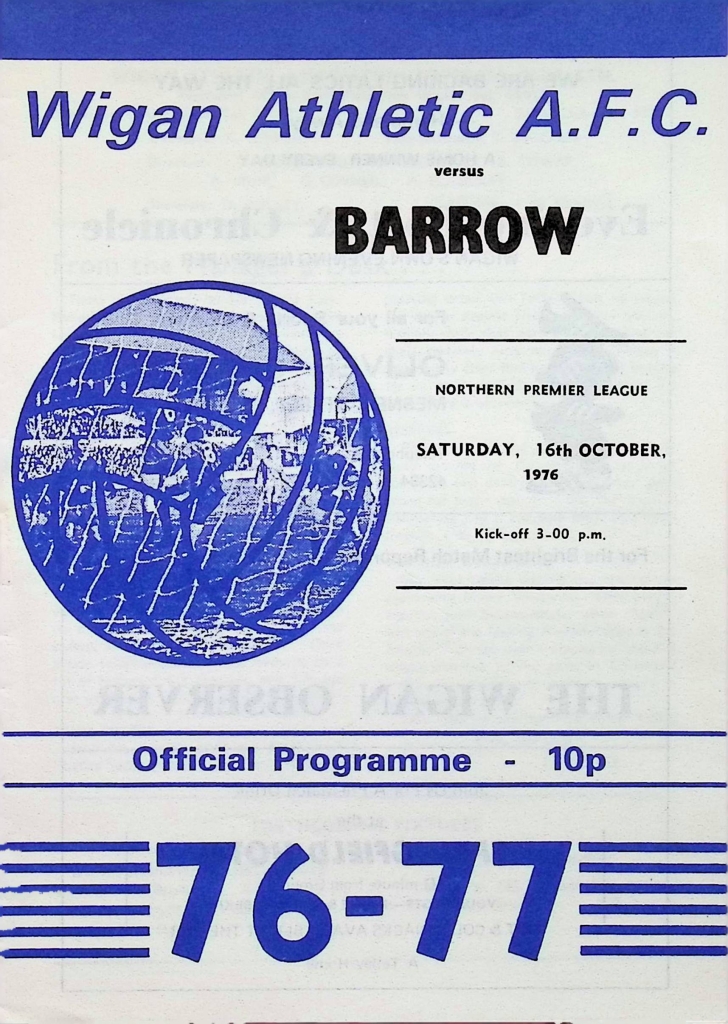 Wigan Athletic A.F.C.
versus
BARROW
NORTHERN PREMIER LEAGUE
SATURDAY, 16th OCTOBER,
1976
Kick-off 3-00 p.m.
Official Programme - 10p
76-77